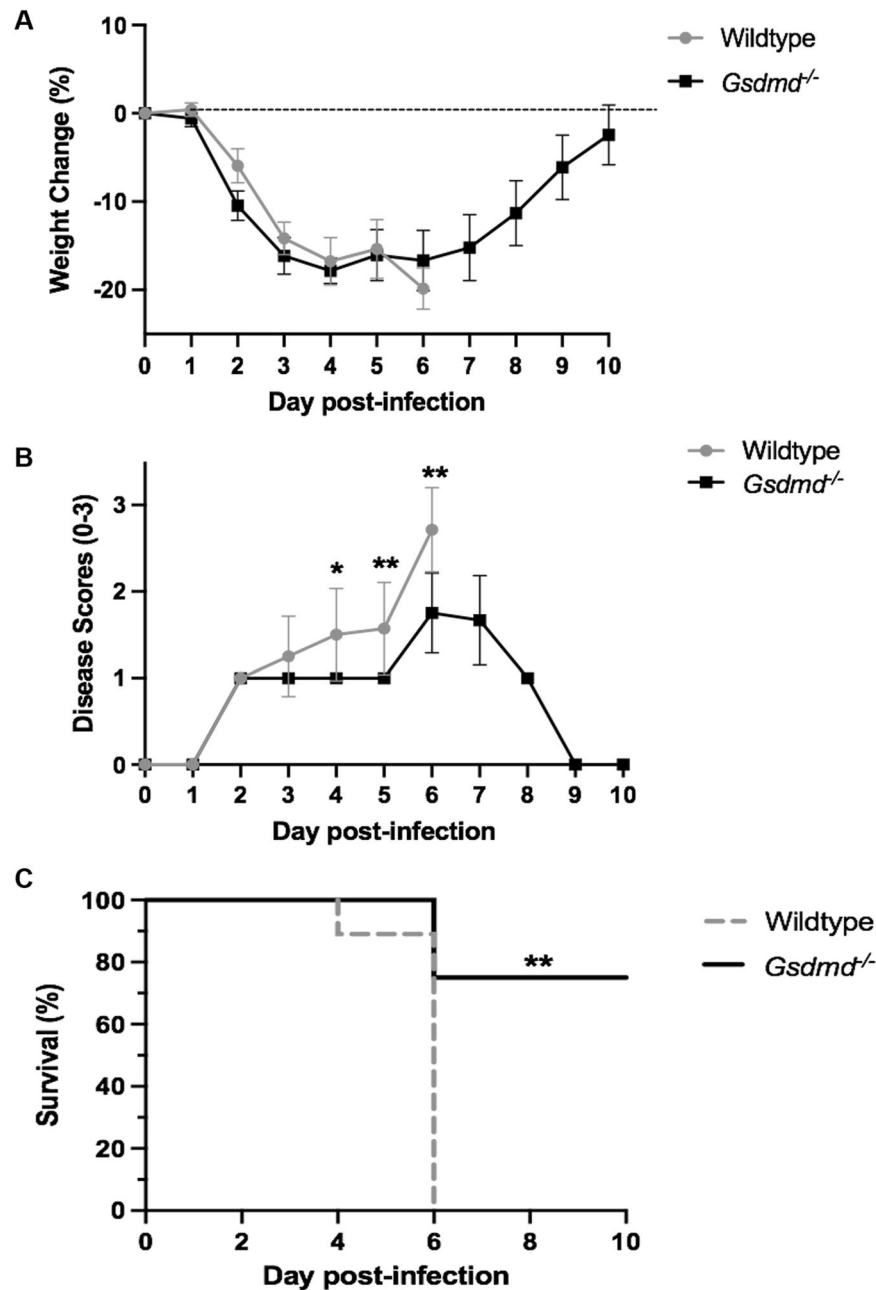 A
Wildtype
Gsdmd-/-
Weight Change (%)
10
0
-10
-20
0 1 2 3 4 5 6 7 8 9 10
Day post-infection
B
Wildtype
Gsdmd-/-
Disease Scores (0-3)
3
2
1
0
* ** **
0 1 2 3 4 5 6 7 8 9 10
Day post-infection
C
Wildtype
Gsdmd-/-
Survival (%)
100
80
60
40
20
0
**
0 2 4 6 8 10
Day post-infection